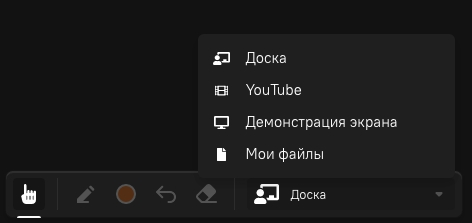 Доска
YouTube
Демонстрация экрана
Мои файлы
Доска